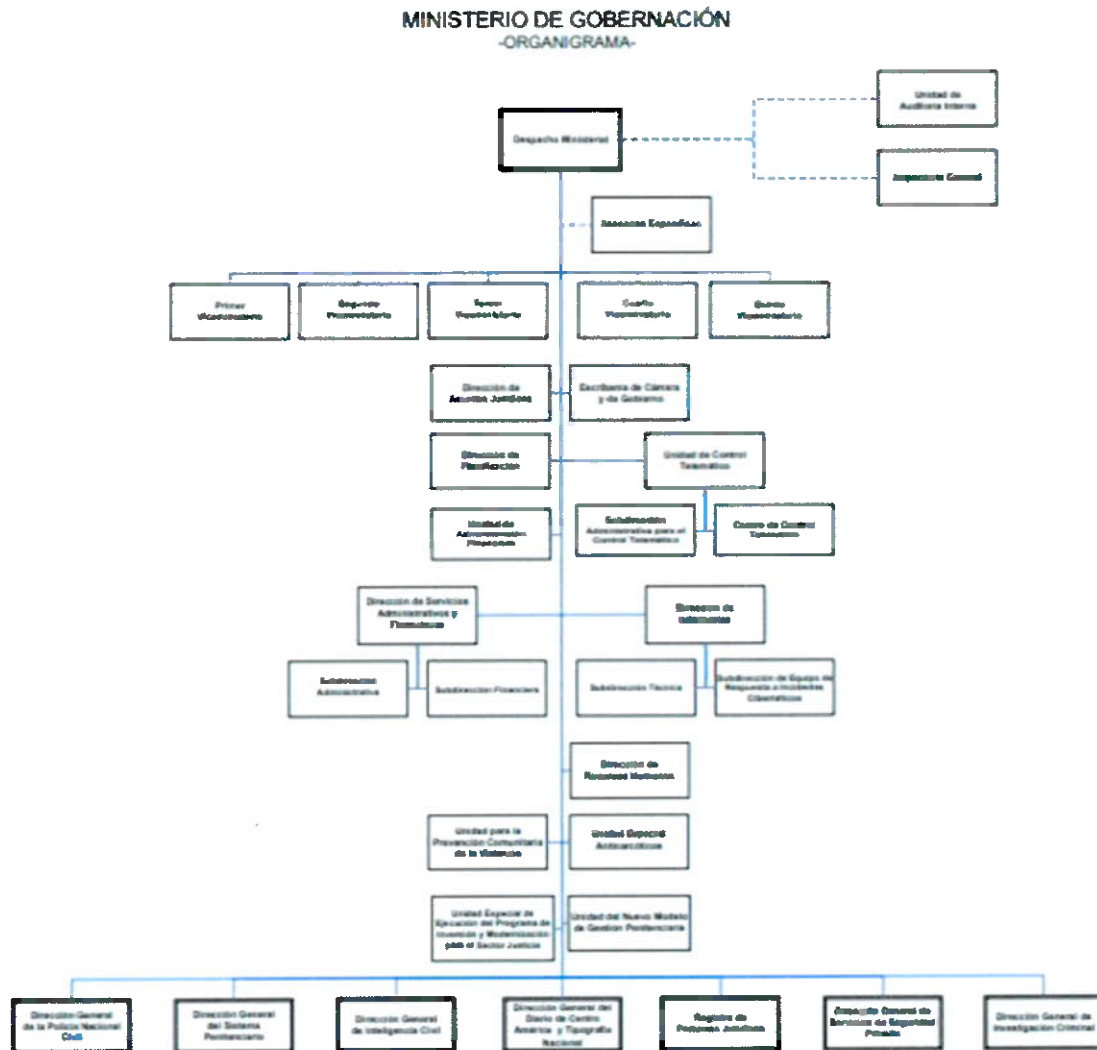 MINISTERIO DE GOBERNACIÓN
-ORGANIGRAMA-
Unidad de
Auditoría Interna
Despacho Ministerial
Inspectoría General
Asesorías Específicas
Primer
Viceministerio
Segundo
Viceministerio
Tercer
Viceministerio
Cuarto
Viceministerio
Quinto
Viceministerio
Dirección de
Asuntos Jurídicos
Escribanía de Cámara
y de Gobierno
Dirección de
Planificación
Unidad de Control
Telemático
Unidad de
Administración
Financiera
Subdirección
Administrativa para el
Control Telemático
Centro de Control
Telemático
Dirección de Servicios
Administrativos y
Financieros
Dirección de
Informática
Subdirección
Administrativa
Subdirección Financiera
Subdirección Técnica
Subdirección de Equipo de
Respuesta a Incidentes
Cibernéticos
Dirección de
Recursos Humanos
Unidad para la
Prevención Comunitaria
de la Violencia
Unidad Especial
Antinarcóticos
Unidad Especial de
Ejecución del Programa de
Inversión y Modernización
para el Sector Justicia
Unidad del Nuevo Modelo
de Gestión Penitenciaria
Dirección General
de la Policía Nacional
Civil
Dirección General
del Sistema
Penitenciario
Dirección General
de Inteligencia Civil
Dirección General del
Diario de Centro
América y Tipografía
Nacional
Registro de
Personas Jurídicas
Dirección General de
Servicios de Seguridad
Privada
Dirección General de
Investigación Criminal